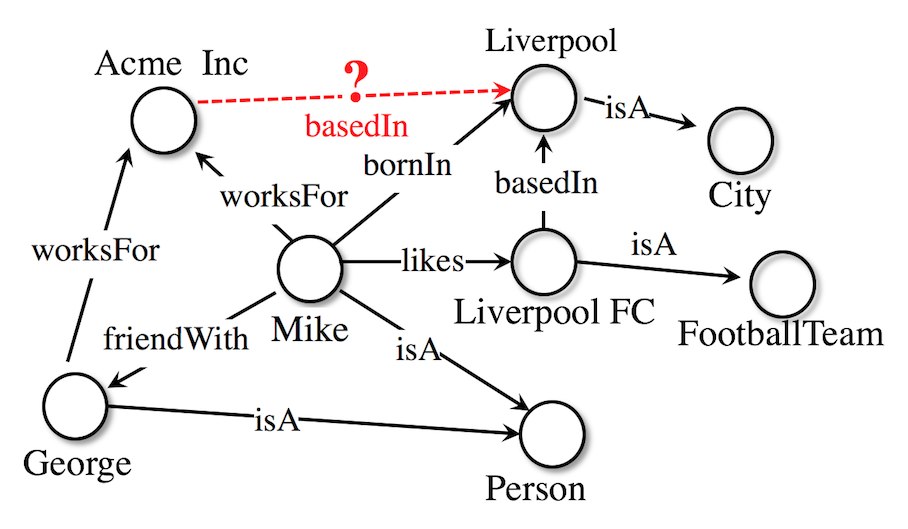 Liverpool
Acme Inc
?
basedIn
isA
bornIn
basedIn
City
worksFor
worksFor
likes
isA
Liverpool FC
friendWith
Mike
FootballTeam
isA
isA
George
Person